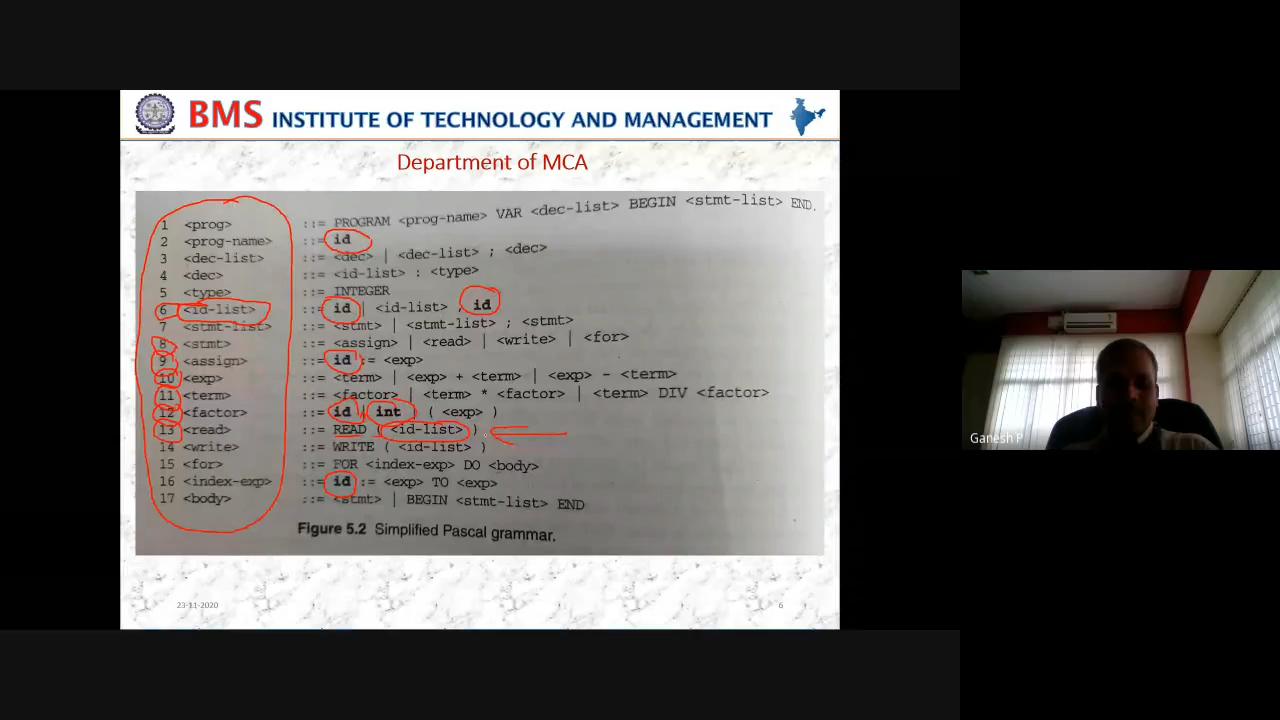 BMS INSTITUTE OF TECHNOLOGY AND MANAGEMENT
Department of MCA
1 <prog> ::= PROGRAM <prog-name> VAR <dec-list> BEGIN <stmt-list> END.
2 <prog-name> ::= id
3 <dec-list> ::= <dec> | <dec-list> ; <dec>
4 <dec> ::= <id-list> : <type>
5 <type> ::= INTEGER
6 <id-list> ::= id | <id-list> , id
7 <stmt-list> ::= <stmt> | <stmt-list> ; <stmt>
8 <stmt> ::= <assign> | <read> | <write> | <for>
9 <assign> ::= id := <exp>
10 <exp> ::= <term> | <exp> + <term> | <exp> - <term>
11 <term> ::= <factor> | <term> * <factor> | <term> DIV <factor>
12 <factor> ::= id | int ( <exp> )
13 <read> ::= READ ( <id-list> )
14 <write> ::= WRITE ( <id-list> )
15 <for> ::= FOR <index-exp> DO <body>
16 <index-exp> ::= id := <exp> TO <exp>
17 <body> ::= <stmt> | BEGIN <stmt-list> END
Figure 5.2 Simplified Pascal grammar.
23-11-2020
6
Ganesh P